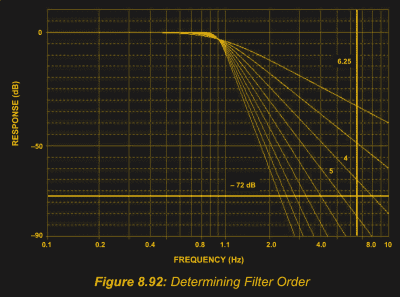 0
6.25
RESPONSE (dB)
–50
4
5
– 72 dB
–90
0.1 0.2 0.4 0.8 1.1 2.0 4.0 8.0 10
FREQUENCY (Hz)
Figure 8.92: Determining Filter Order